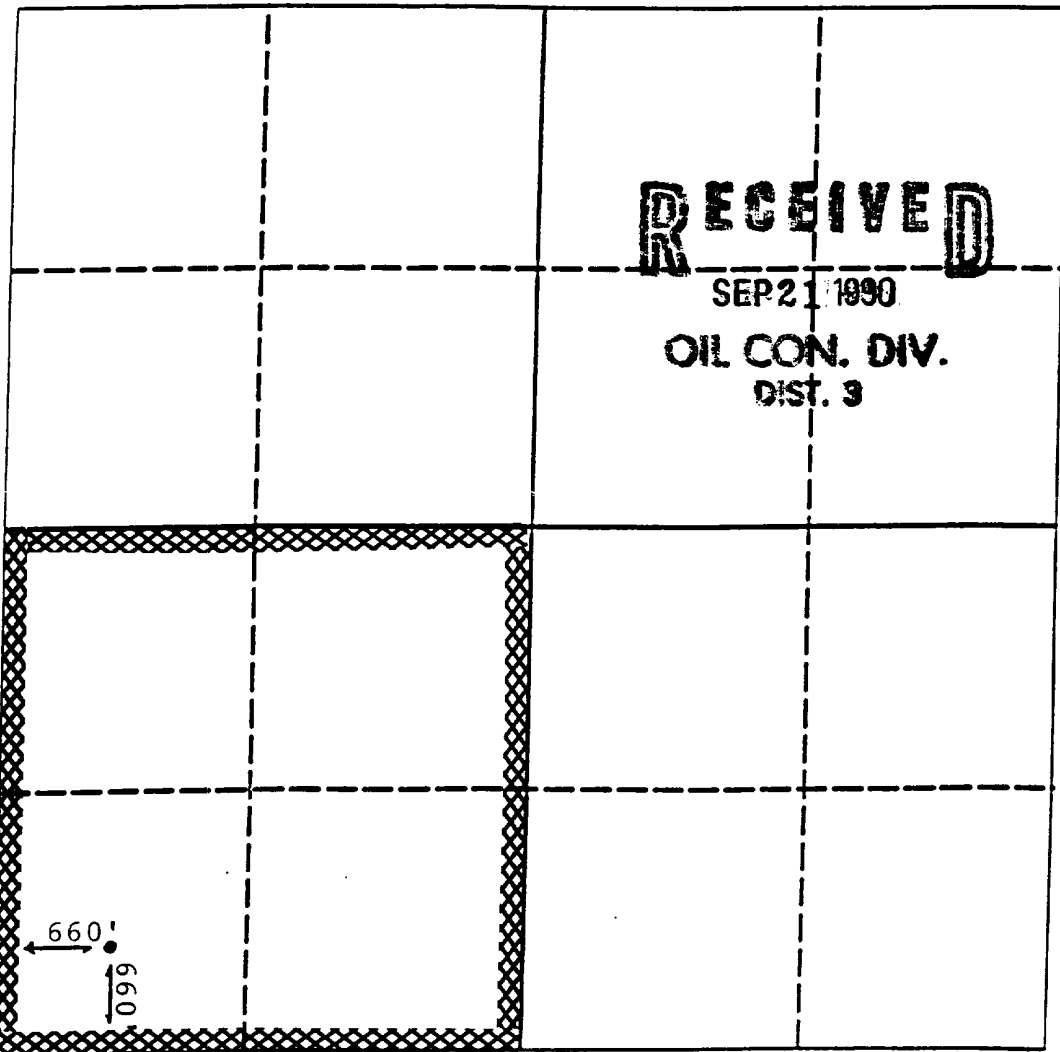 RECEIVED
SEP 21 1990
OIL CON. DIV.
DIST. 3
660'
660'